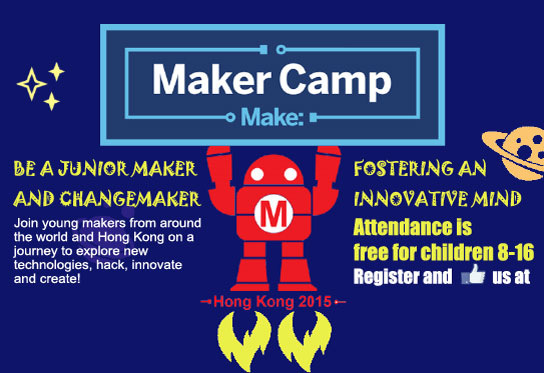 Maker Camp
Make:
BE A JUNIOR MAKER
AND CHANGEMAKER
Join young makers from around
the world and Hong Kong on a
journey to explore new
technologies, hack, innovate
and create!
M
Hong Kong 2015
FOSTERING AN
INNOVATIVE MIND
Attendance is
free for children 8-16
Register and us at